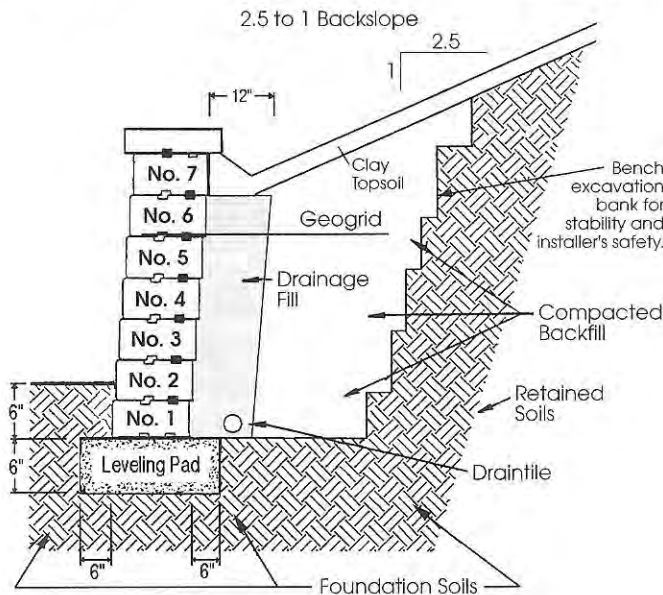 2.5 to 1 Backslope
2.5
1
12"
No. 7
Clay
Topsoil
Bench
excavation
bank for
stability and
installer's safety.
No. 6
Geogrid
No. 5
Drainage
Fill
No. 4
Compacted
Backfill
No. 3
No. 2
6"
Retained
Soils
No. 1
6"
Leveling Pad
Draintile
6"
6"
Foundation Soils